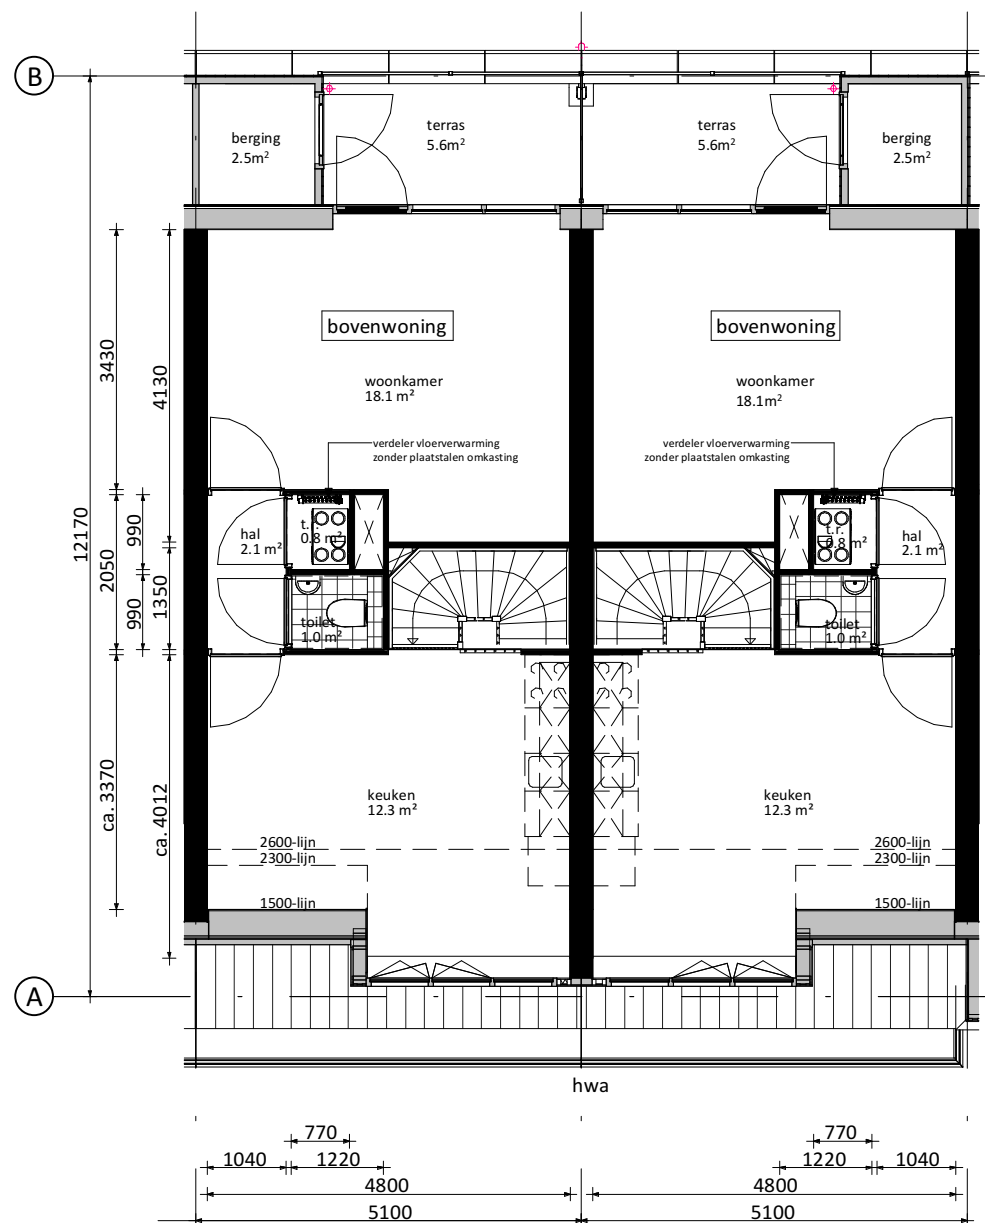 B
berging
2.5m²
terras
5.6m²
terras
5.6m²
berging
2.5m²
bovenwoning
bovenwoning
woonkamer
18.1 m²
woonkamer
18.1m²
verdeler vloerverwarming
zonder plaatstalen omkasting
verdeler vloerverwarming
zonder plaatstalen omkasting
3430
4130
12170
2050
990
990
1350
ca. 3370
ca. 4012
hal
2.1 m²
t.r.
0.8 m²
toilet
1.0 m²
t.r.
0.8 m²
hal
2.1 m²
toilet
1.0 m²
keuken
12.3 m²
keuken
12.3 m²
2600-lijn
2300-lijn
1500-lijn
2600-lijn
2300-lijn
1500-lijn
A
hwa
770
770
1040
1220
1220
1040
4800
4800
5100
5100